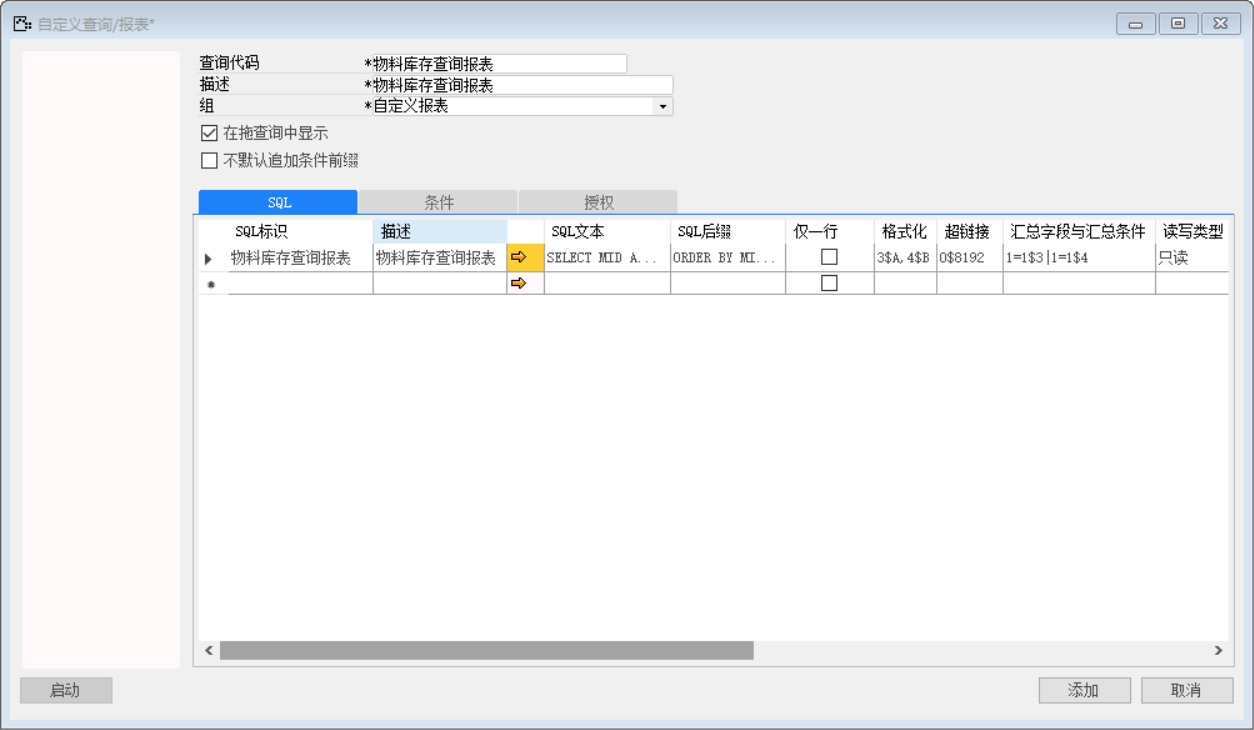 自定义查询/报表*
查询代码 *物料库存查询报表
描述 *物料库存查询报表
组 *自定义报表
在拖查询中显示
不默认追加条件前缀
SQL 条件 授权
SQL标识 描述 SQL文本 SQL后缀 仅一行 格式化 超链接 汇总字段与汇总条件 读写类型
物料库存查询报表 物料库存查询报表 SELECT MID A... ORDER BY MI... 3$A,4$B 0$8192 1=1$3|1=1$4 只读
启动 添加 取消